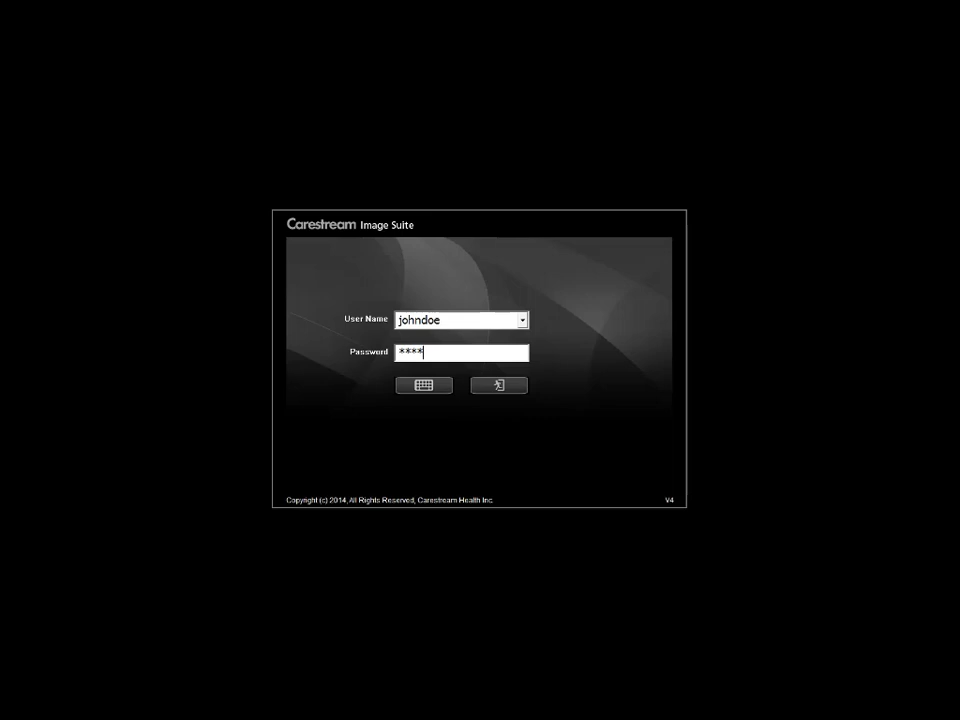 Carestream Image Suite
User Name johndoe
Password ****
Copyright (c) 2014, All Rights Reserved, Carestream Health Inc. V4